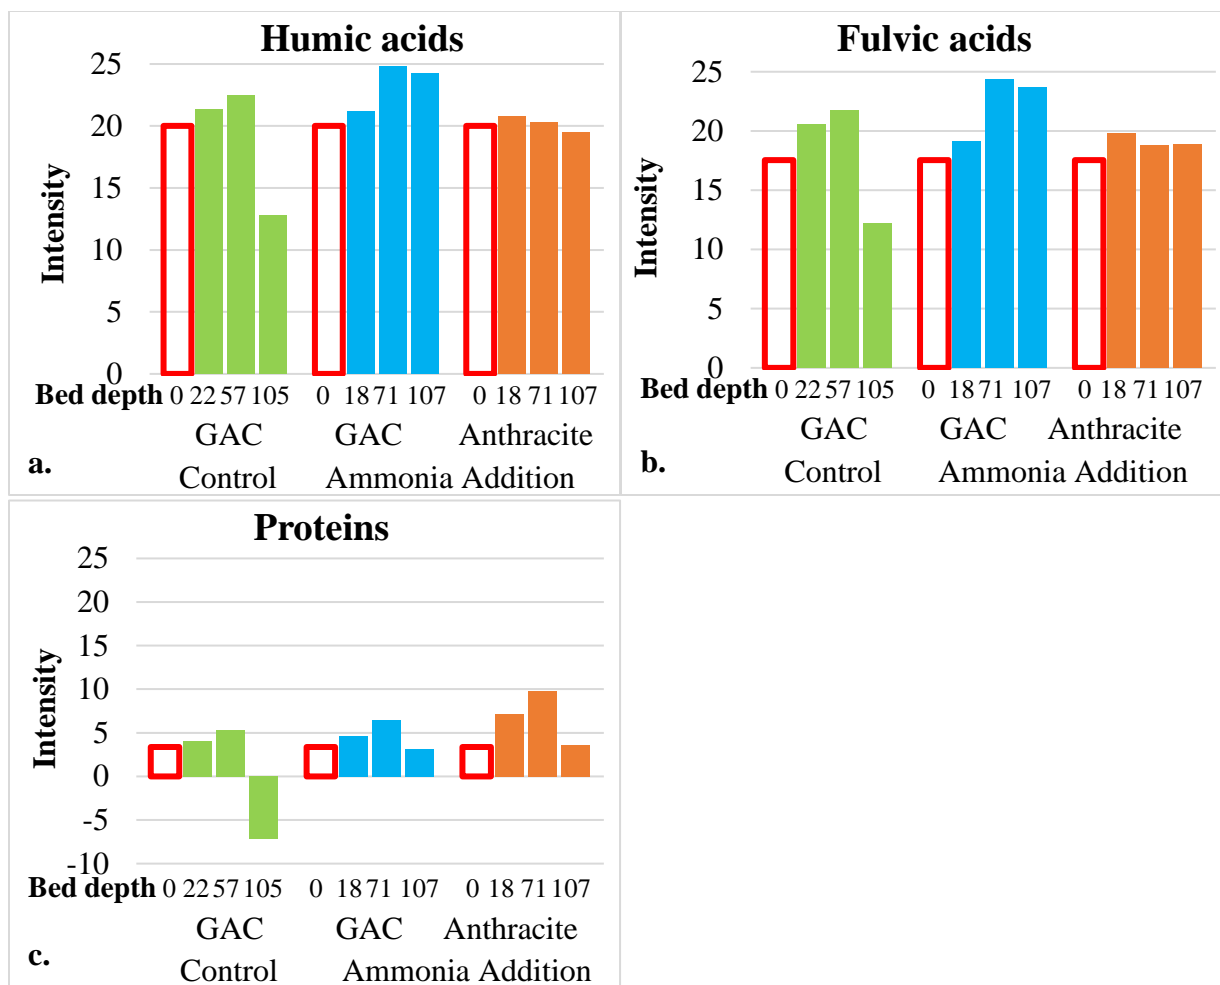 Humic acids
25
20
15
10
5
0
Intensity
Bed depth 0 22 57 105 0 18 71 107 0 18 71 107
GAC GAC Anthracite
Control Ammonia Addition
a.
Fulvic acids
25
20
15
10
5
0
Intensity
Bed depth 0 22 57 105 0 18 71 107 0 18 71 107
GAC GAC Anthracite
Control Ammonia Addition
b.
Proteins
25
20
15
10
5
0
-5
-10
Intensity
Bed depth 0 22 57 105 0 18 71 107 0 18 71 107
GAC GAC Anthracite
Control Ammonia Addition
c.